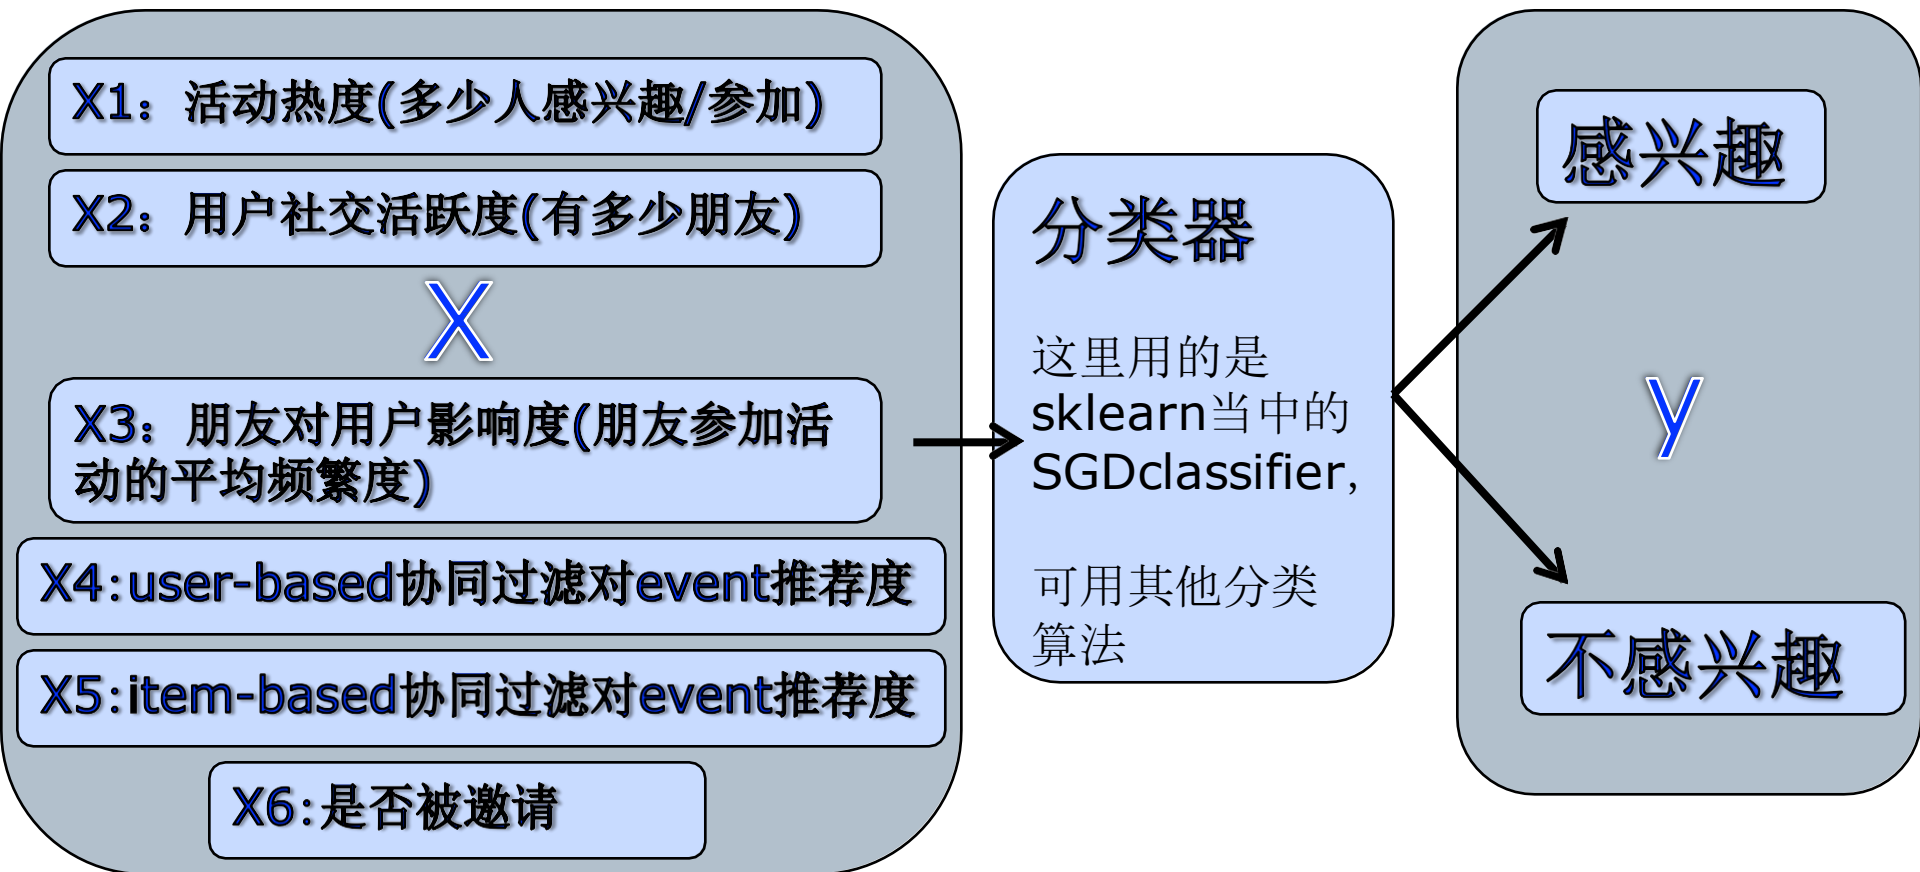 X1：活动热度(多少人感兴趣/参加)
X2：用户社交活跃度(有多少朋友)
X
X3：朋友对用户影响度(朋友参加活
动的平均频繁度)
X4:user-based协同过滤对event推荐度
X5:item-based协同过滤对event推荐度
X6:是否被邀请
分类器
这里用的是
sklearn当中的
SGDclassifier，
可用其他分类
算法
感兴趣
y
不感兴趣